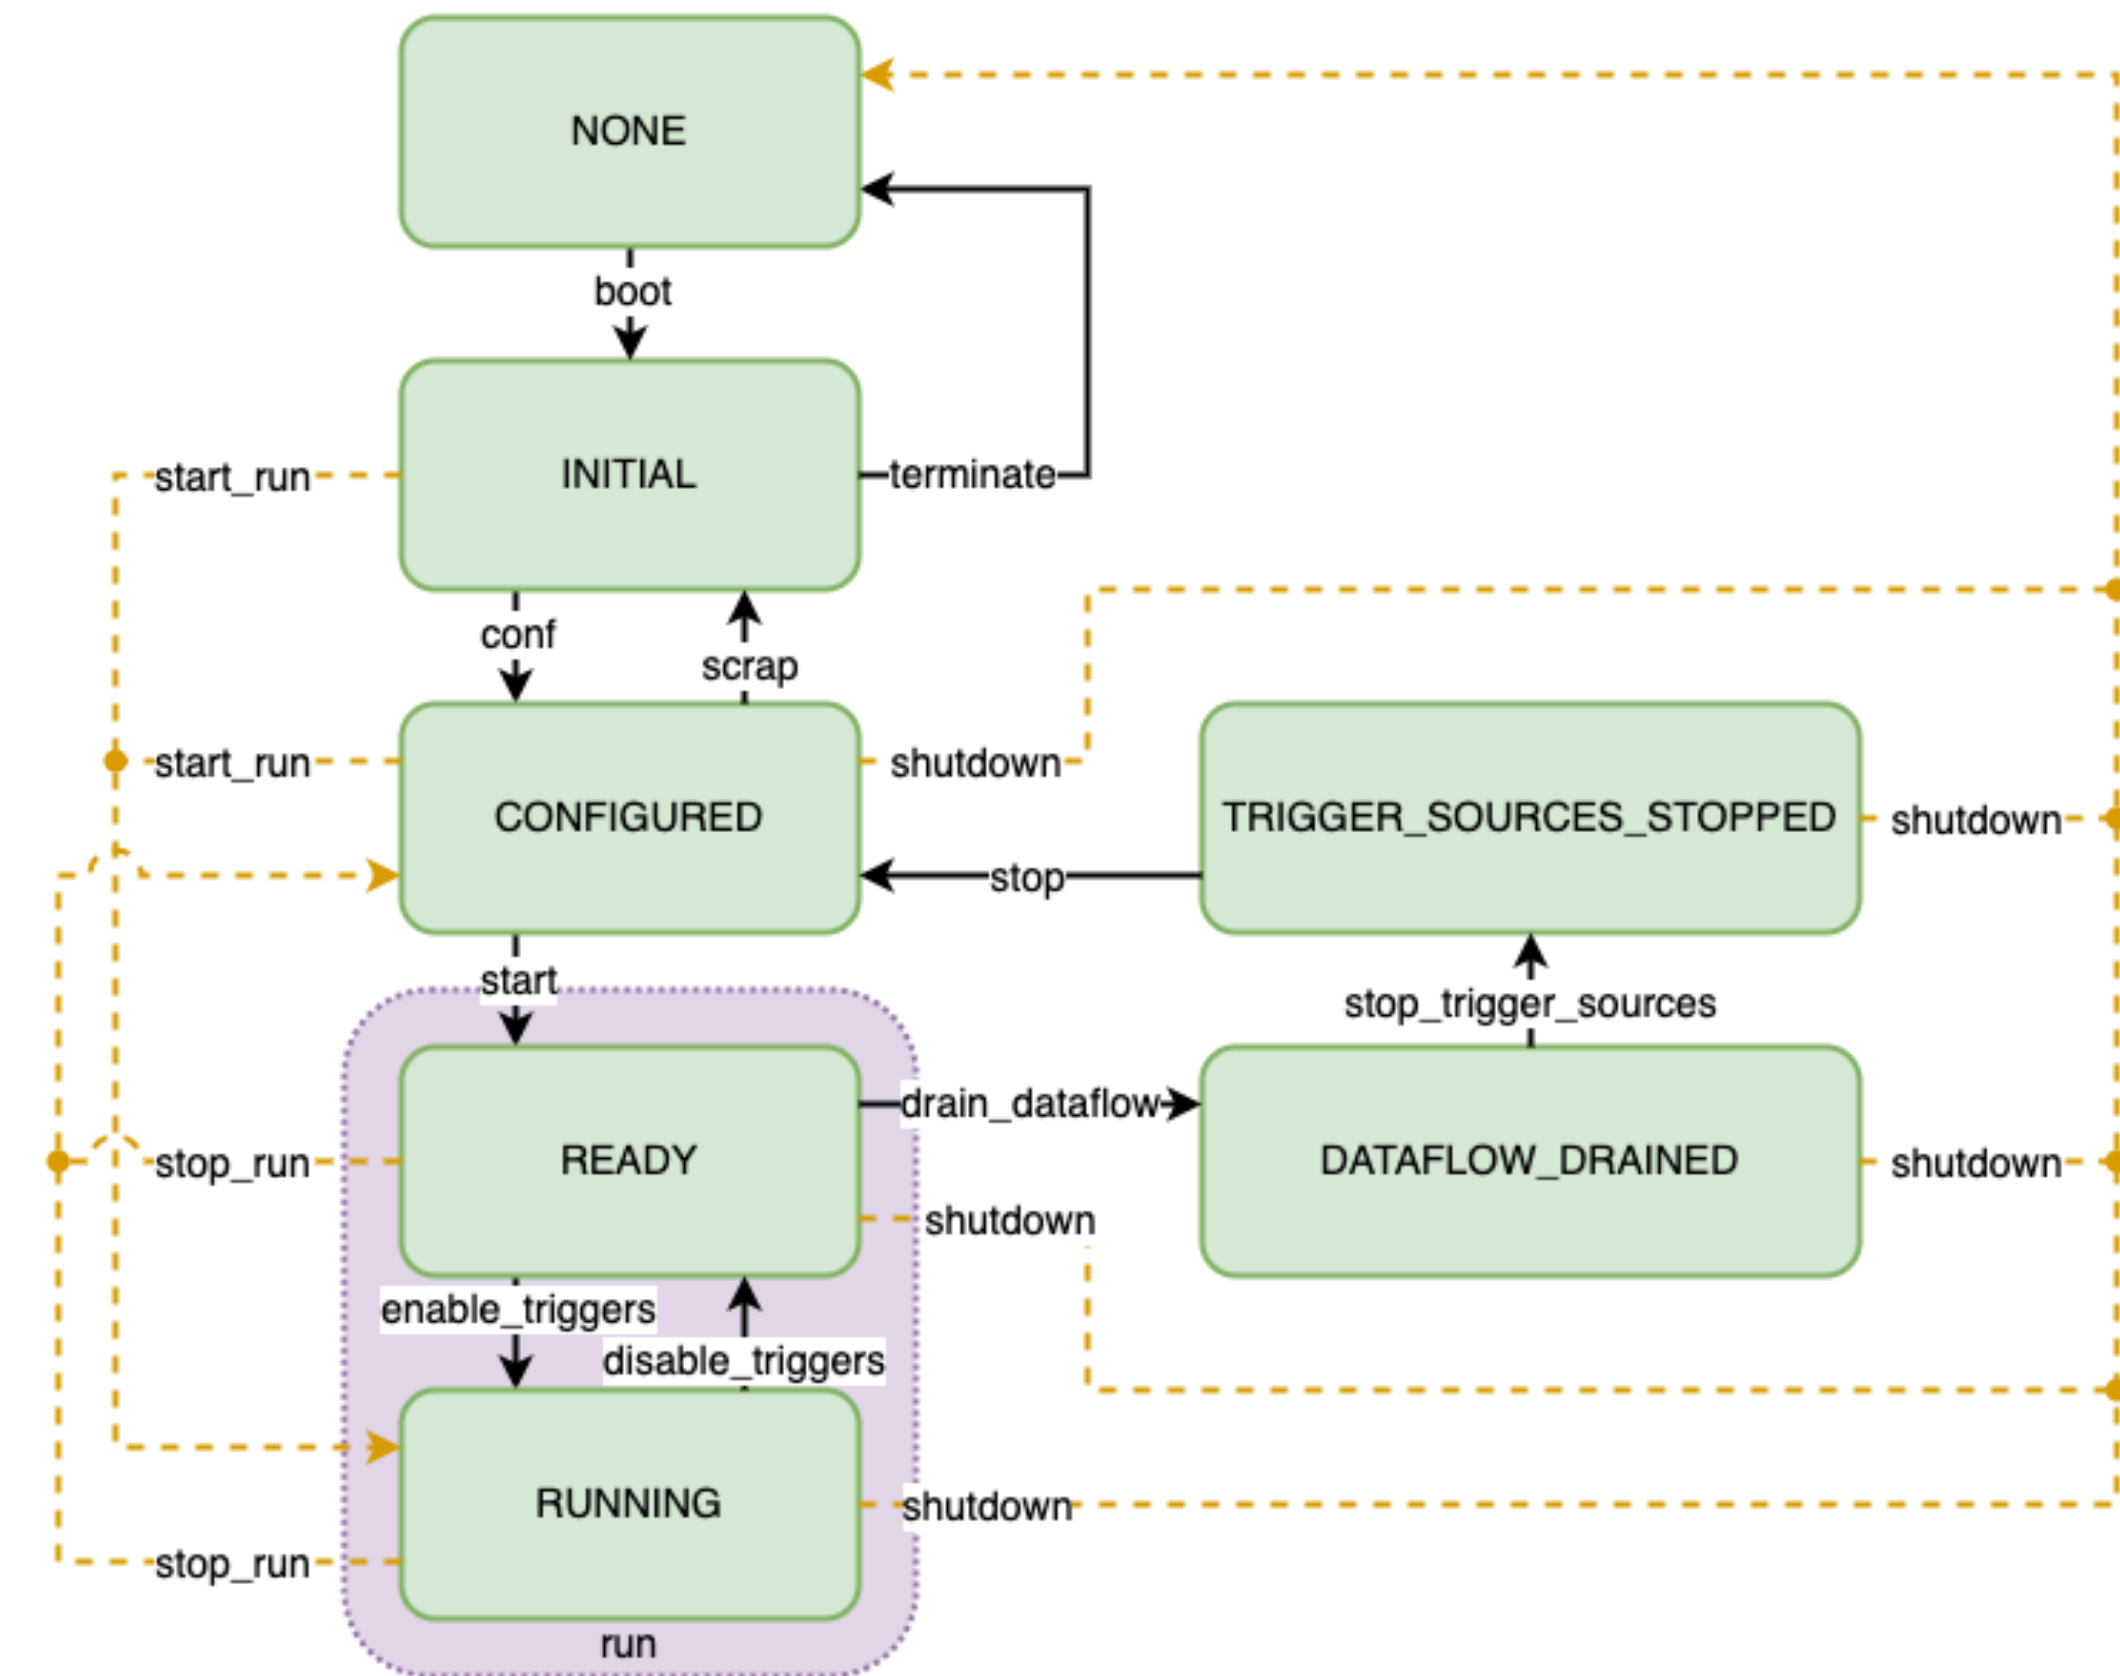 NONE
boot
INITIAL
start_run
terminate
conf
scrap
start_run
CONFIGURED
shutdown
TRIGGER_SOURCES_STOPPED
shutdown
stop
start
stop_trigger_sources
drain_dataflow
stop_run
READY
DATAFLOW_DRAINED
shutdown
shutdown
enable_triggers
disable_triggers
RUNNING
shutdown
stop_run
run